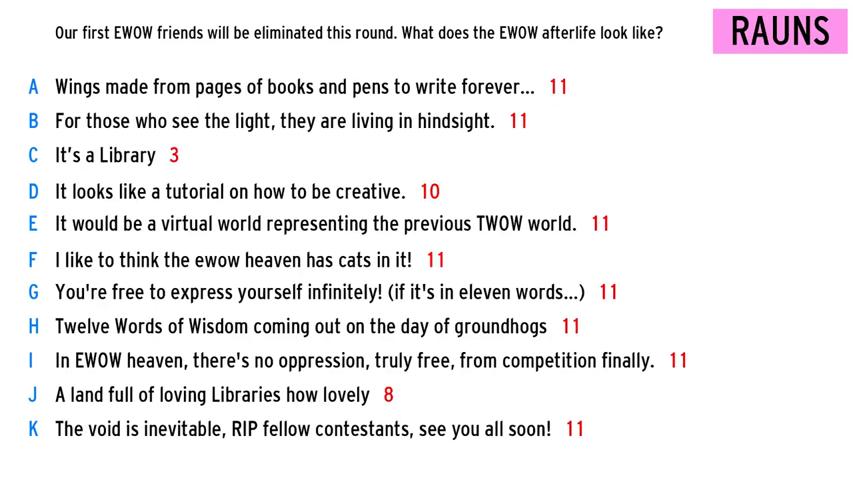 Our first EWOW friends will be eliminated this round. What does the EWOW afterlife look like?
RAUNS
A Wings made from pages of books and pens to write forever... 11
B For those who see the light, they are living in hindsight. 11
C It's a Library 3
D It looks like a tutorial on how to be creative. 10
E It would be a virtual world representing the previous TWOW world. 11
F I like to think the ewow heaven has cats in it! 11
G You're free to express yourself infinitely! (if it's in eleven words...) 11
H Twelve Words of Wisdom coming out on the day of groundhogs 11
I In EWOW heaven, there's no oppression, truly free, from competition finally. 11
J A land full of loving Libraries how lovely 8
K The void is inevitable, RIP fellow contestants, see you all soon! 11